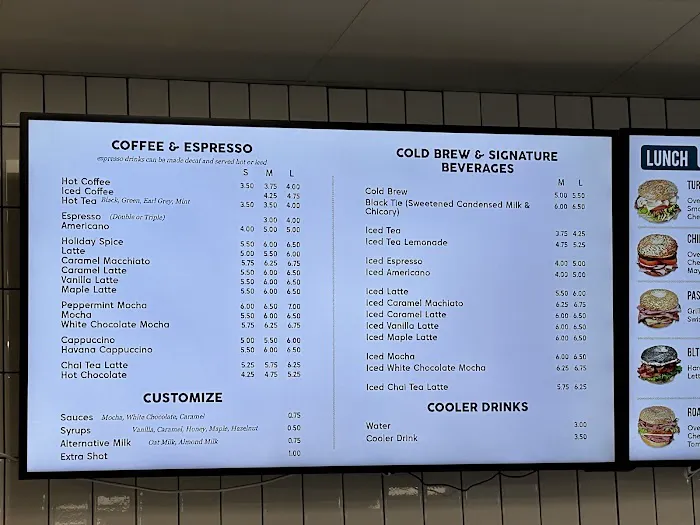 COFFEE & ESPRESSO
espresso drinks can be made decaf and served hot or iced
S M L
Hot Coffee 3.50 3.75 4.00
Iced Coffee 4.25 4.75
Hot Tea Black, Green, Earl Grey, Mint 3.50 3.50 4.00
Espresso (Double or Triple) 3.00 4.00
Americano 4.00 5.00 5.00
Holiday Spice 5.50 6.00 6.50
Latte 5.00 5.50 6.00
Caramel Macchiato 5.75 6.25 6.75
Caramel Latte 5.50 6.00 6.50
Vanilla Latte 5.50 6.00 6.50
Maple Latte 5.50 6.00 6.50
Peppermint Mocha 6.00 6.50 7.00
Mocha 5.50 6.00 6.50
White Chocolate Mocha 5.75 6.25 6.75
Cappuccino 5.00 5.50 6.00
Havana Cappuccino 5.50 6.00 6.50
Chai Tea Latte 5.25 5.75 6.25
Hot Chocolate 4.25 4.75 5.25
CUSTOMIZE
Sauces Mocha, White Chocolate, Caramel 0.75
Syrups Vanilla, Caramel, Honey, Maple, Hazelnut 0.50
Alternative Milk Oat Milk, Almond Milk 0.75
Extra Shot 1.00
COLD BREW & SIGNATURE
BEVERAGES
M L
Cold Brew 5.00 5.50
Black Tie (Sweetened Condensed Milk & 6.00 6.50
Chicory)
Iced Tea 3.75 4.25
Iced Tea Lemonade 4.75 5.25
Iced Espresso 4.00 5.00
Iced Americano 4.00 5.00
Iced Latte 5.50 6.00
Iced Caramel Machiato 6.25 6.75
Iced Caramel Latte 6.00 6.50
Iced Vanilla Latte 6.00 6.50
Iced Maple Latte 6.00 6.50
Iced Mocha 6.00 6.50
Iced White Chocolate Mocha 6.25 6.75
Iced Chai Tea Latte 5.75 6.25
COOLER DRINKS
Water 3.00
Cooler Drink 3.50
LUNCH